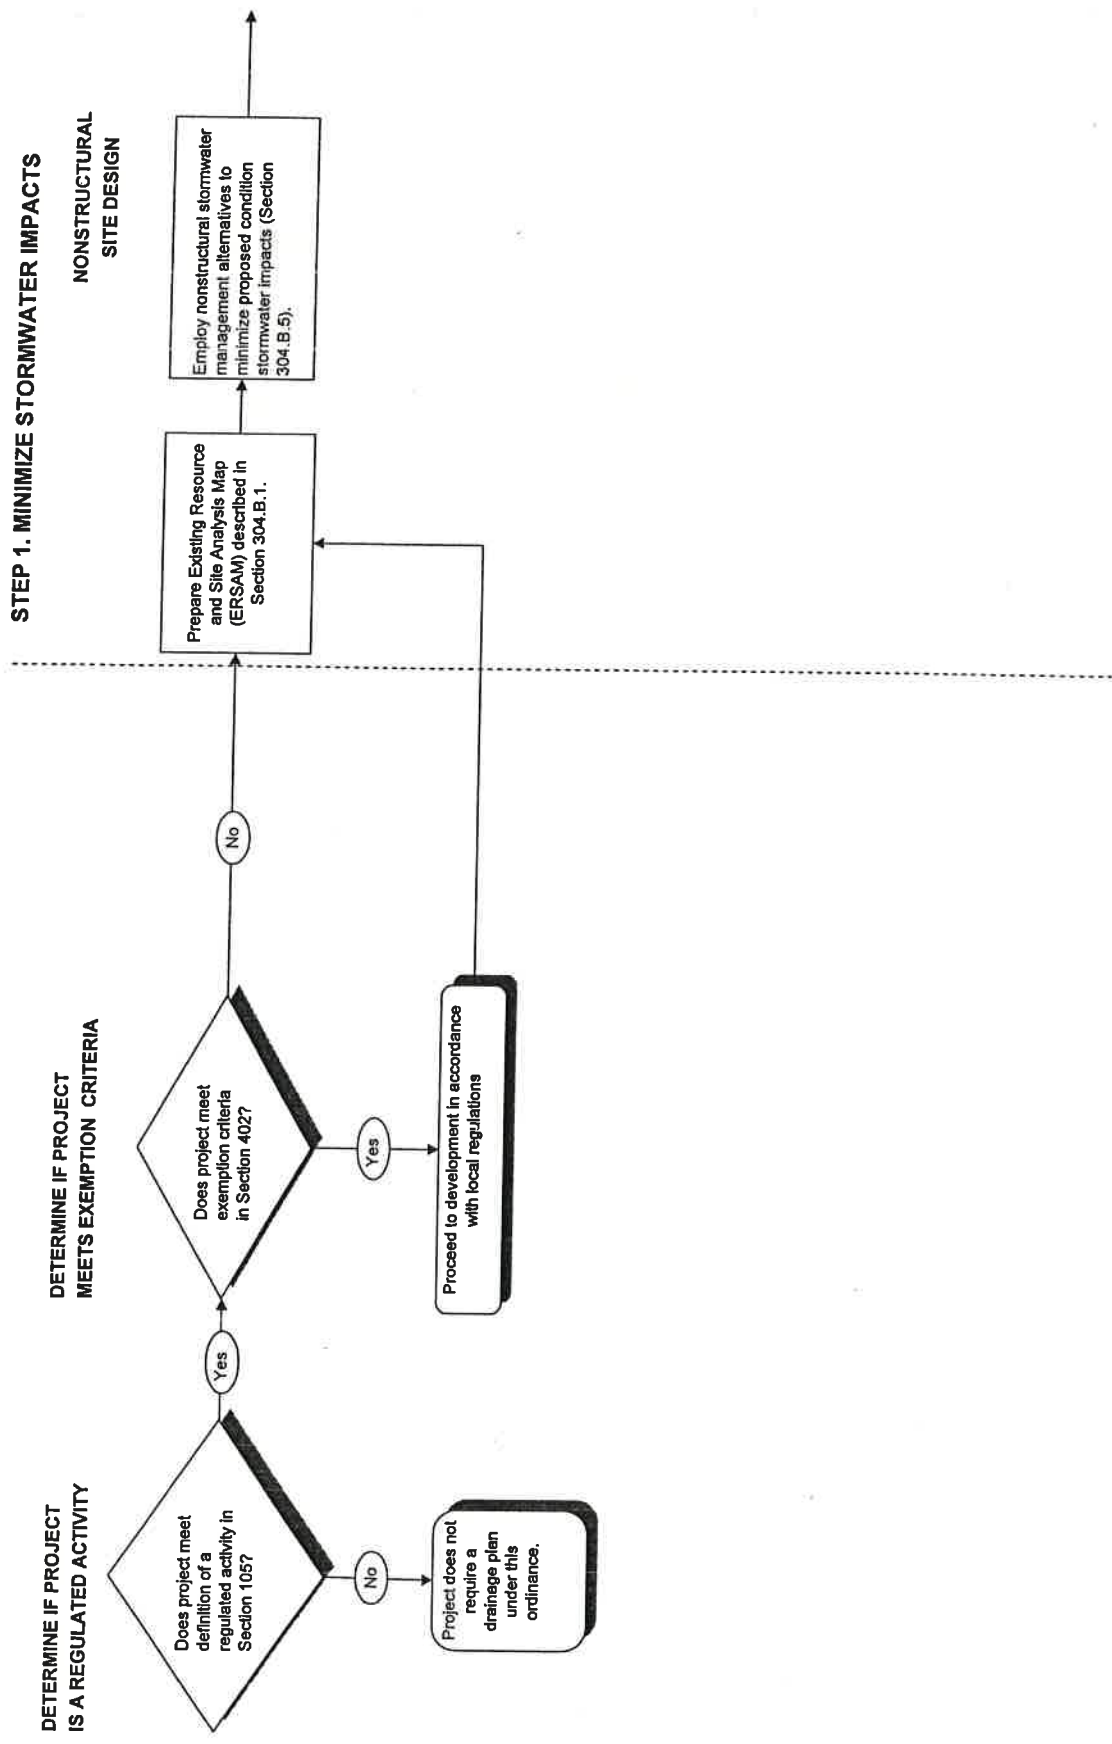 DETERMINE IF PROJECT
IS A REGULATED ACTIVITY
Does project meet
definition of a
regulated activity in
Section 105?
No
Project does not
require a
drainage plan
under this
ordinance.
Yes
DETERMINE IF PROJECT
MEETS EXEMPTION CRITERIA
Does project meet
exemption criteria
in Section 402?
Yes
Proceed to development in accordance
with local regulations
No
STEP 1. MINIMIZE STORMWATER IMPACTS
Prepare Existing Resource
and Site Analysis Map
(ERSAM) described in
Section 304.B.1.
NONSTRUCTURAL
SITE DESIGN
Employ nonstructural stormwater
management alternatives to
minimize proposed condition
stormwater impacts (Section
304.B.5).